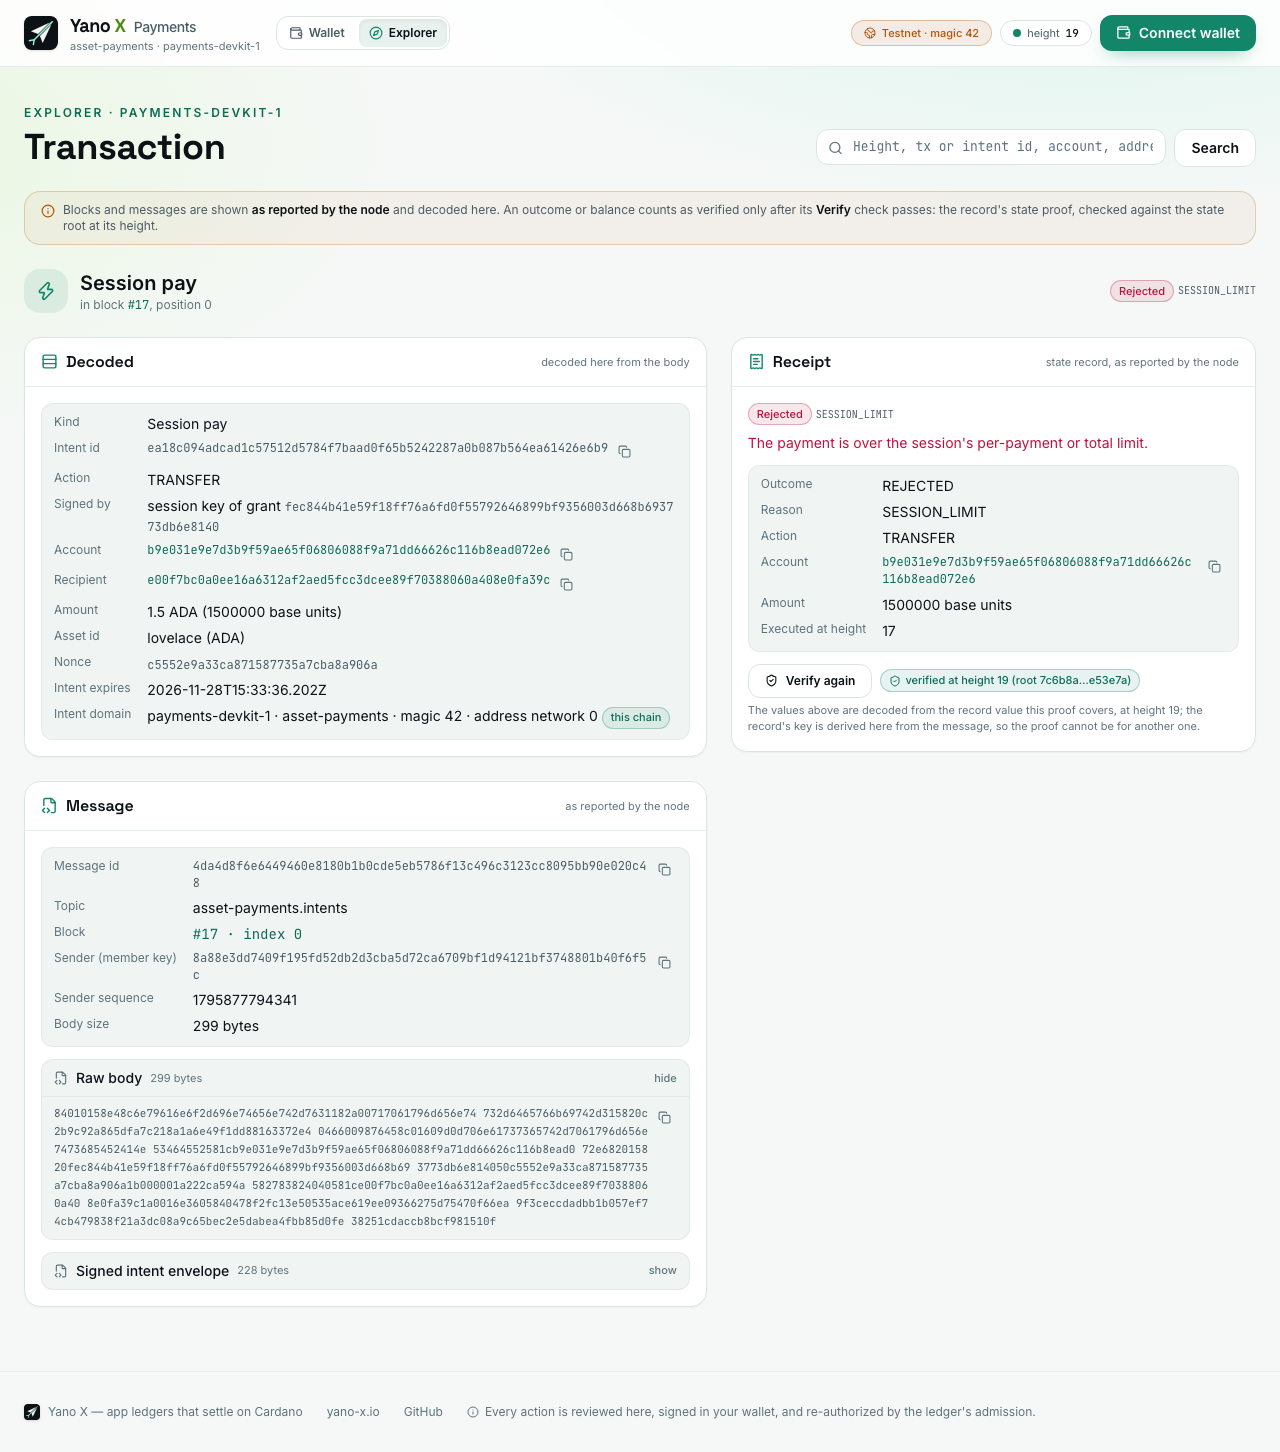 Yano X Payments
asset-payments · payments-devkit-1
Wallet
Explorer
Testnet · magic 42
height 19
Connect wallet
EXPLORER · PAYMENTS-DEVKIT-1
Transaction
Height, tx or intent id, account, addre
Search
Blocks and messages are shown as reported by the node and decoded here. An outcome or balance counts as verified only after its Verify check passes: the record's state proof, checked against the state
root at its height.
Session pay
in block #17, position 0
Rejected SESSION_LIMIT
Decoded
decoded here from the body
Kind Session pay
Intent id ea18c094adcad1c57512d5784f7baad0f65b5242287a0b087b564ea61426e6b9
Action TRANSFER
Signed by session key of grant fec844b41e59f18ff76a6fd0f55792646899bf9356003d668b6937
73db6e8140
Account b9e031e9e7d3b9f59ae65f06806088f9a71dd66626c116b8ead072e6
Recipient e00f7bc0a0ee16a6312af2aed5fcc3dcee89f70388060a408e0fa39c
Amount 1.5 ADA (1500000 base units)
Asset id lovelace (ADA)
Nonce c5552e9a33ca871587735a7cba8a906a
Intent expires 2026-11-28T15:33:36.202Z
Intent domain payments-devkit-1 · asset-payments · magic 42 · address network 0 this chain
Receipt
state record, as reported by the node
Rejected SESSION_LIMIT
The payment is over the session's per-payment or total limit.
Outcome REJECTED
Reason SESSION_LIMIT
Action TRANSFER
Account b9e031e9e7d3b9f59ae65f06806088f9a71dd66626c
116b8ead072e6
Amount 1500000 base units
Executed at height 17
Verify again
verified at height 19 (root 7c6b8a…e53e7a)
The values above are decoded from the record value this proof covers, at height 19; the
record's key is derived here from the message, so the proof cannot be for another one.
Message
as reported by the node
Message id 4da4d8f6e6449460e8180b1b0cde5eb5786f13c496c3123cc8095bb90e020c4
8
Topic asset-payments.intents
Block #17 · index 0
Sender (member key) 8a88e3dd7409f195fd52db2d3cba5d72ca6709bf1d94121bf3748801b40f6f5
c
Sender sequence 1795877794341
Body size 299 bytes
Raw body 299 bytes
hide
84010158e48c6e79616e6f2d696e74656e742d7631182a00717061796d656e74 732d6465766b69742d315820c
2b9c92a865dfa7c218a1a6e49f1dd88163372e4 0466009876458c01609d0d706e61737365742d7061796d656e
7473685452414e 53464552581cb9e031e9e7d3b9f59ae65f06806088f9a71dd66626c116b8ead0 72e6820158
20fec844b41e59f18ff76a6fd0f55792646899bf9356003d668b69 3773db6e814050c5552e9a33ca871587735
a7cba8a906a1b000001a222ca594a 582783824040581ce00f7bc0a0ee16a6312af2aed5fcc3dcee89f7038806
0a40 8e0fa39c1a0016e3605840478f2fc13e50535ace619ee09366275d75470f66ea 9f3ceccdadbb1b057ef7
4cb479838f21a3dc08a9c65bec2e5dabea4fbb85d0fe 38251cdaccb8bcf981510f
Signed intent envelope 228 bytes
show
Yano X — app ledgers that settle on Cardano
yano-x.io
GitHub
Every action is reviewed here, signed in your wallet, and re-authorized by the ledger's admission.